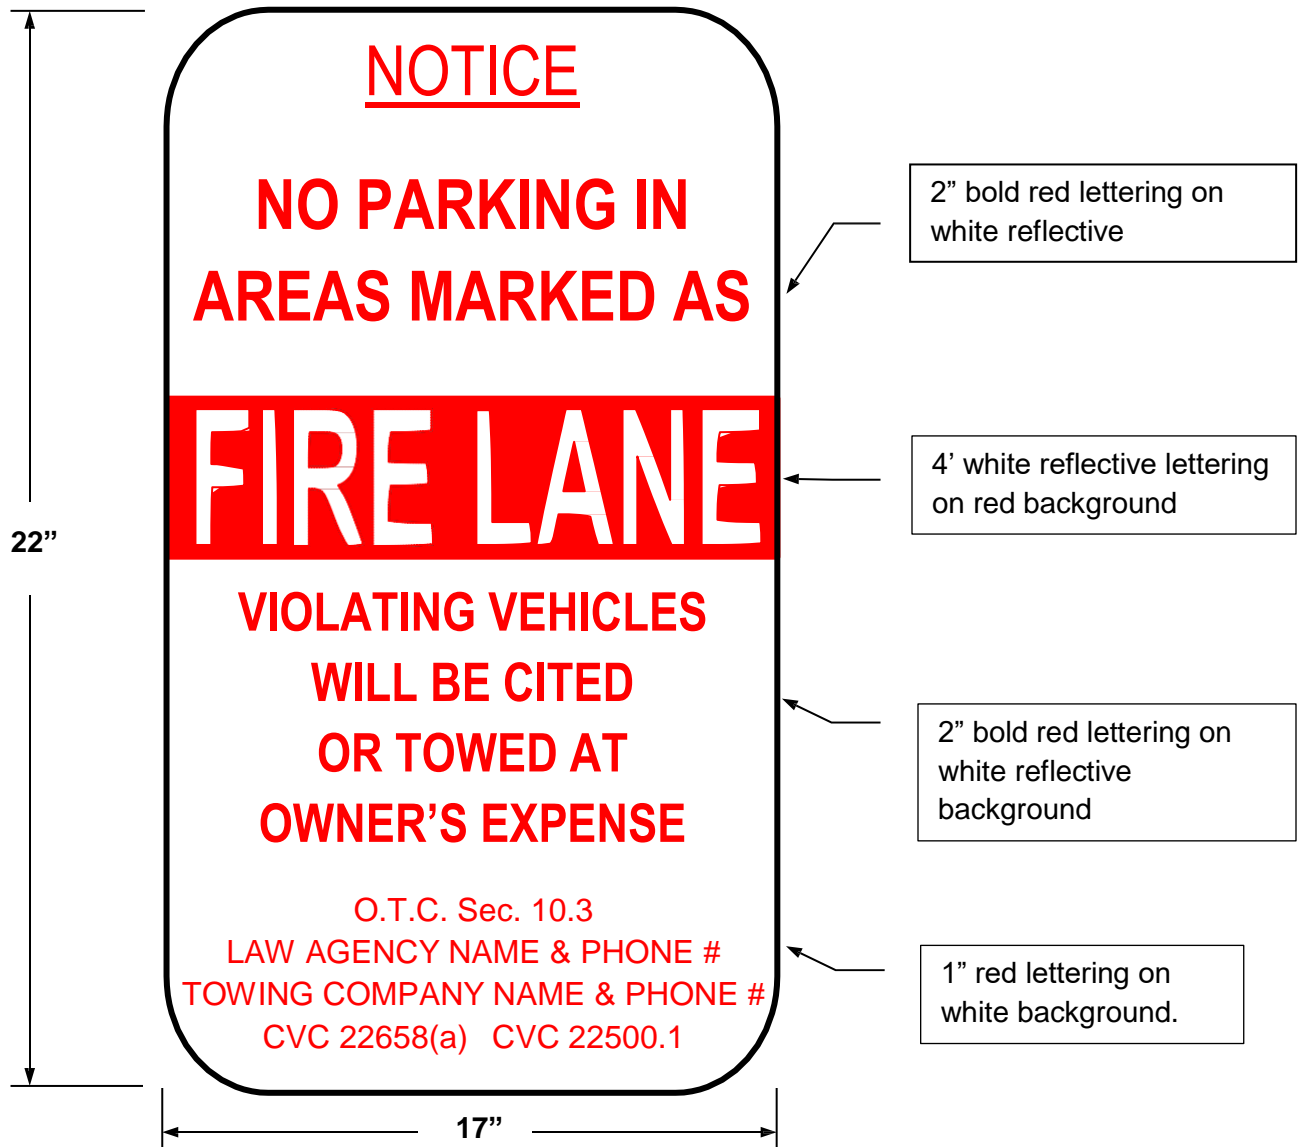 NOTICE
NO PARKING IN
AREAS MARKED AS
FIRE LANE
VIOLATING VEHICLES
WILL BE CITED
OR TOWED AT
OWNER’S EXPENSE
O.T.C. Sec. 10.3
LAW AGENCY NAME & PHONE #
TOWING COMPANY NAME & PHONE #
CVC 22658(a) CVC 22500.1
22”
17”
2” bold red lettering on
white reflective
4’ white reflective lettering
on red background
2” bold red lettering on
white reflective
background
1” red lettering on
white background.